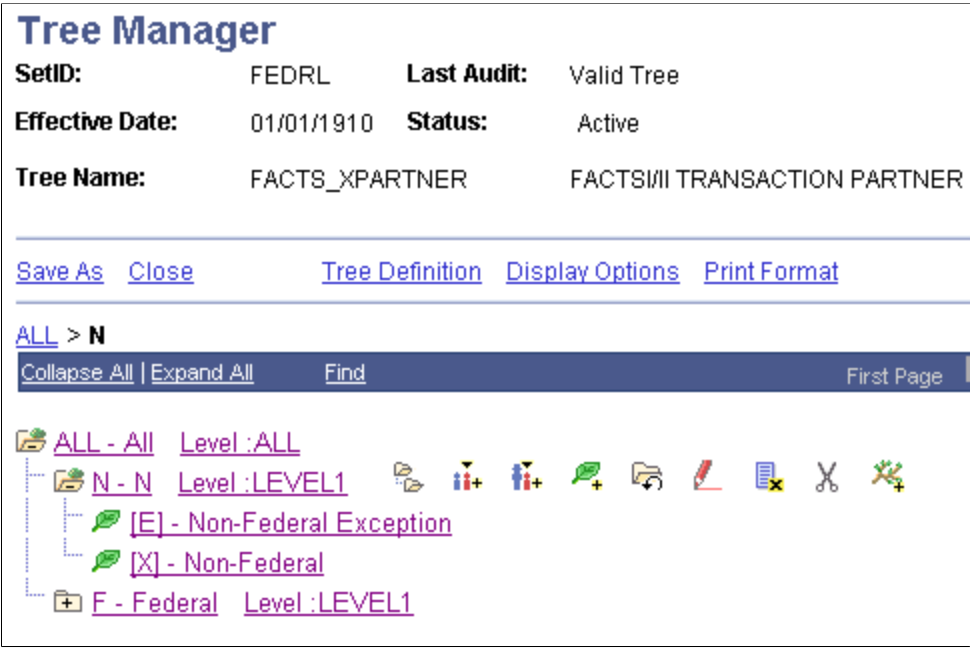 Tree Manager
SetID: FEDRL Last Audit: Valid Tree
Effective Date: 01/01/1910 Status: Active
Tree Name: FACTS_XPARTNER FACTSI/II TRANSACTION PARTNER
Save As Close Tree Definition Display Options Print Format
ALL > N
Collapse All | Expand All Find First Page
ALL - All Level :ALL
N - N Level :LEVEL1
[E] - Non-Federal Exception
[X] - Non-Federal
F - Federal Level :LEVEL1